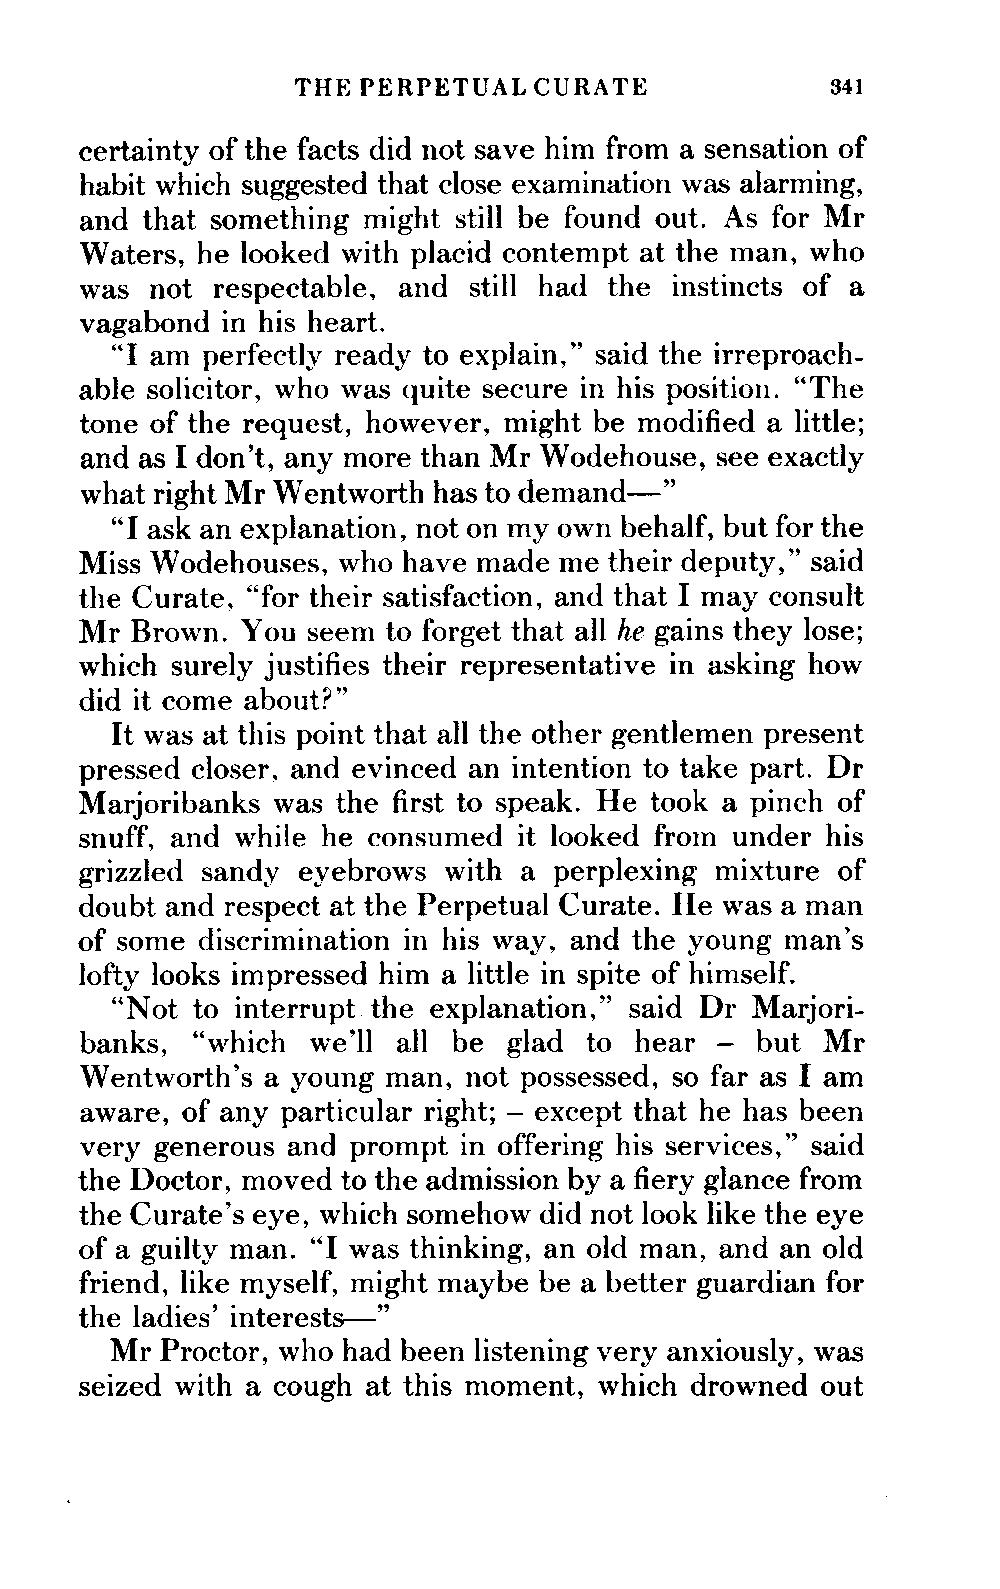 THE PERPETUAL CURATE 341
certainty of the facts did not save him from a sensation of
habit which suggested that close examination was alarming,
and that something might still be found out. As for Mr
Waters, he looked with placid contempt at the man, who
was not respectable, and still had the instincts of a
vagabond in his heart.
“I am perfectly ready to explain,” said the irreproach-
able solicitor, who was quite secure in his position. “The
tone of the request, however, might be modified a little;
and as I don’t, any more than Mr Wodehouse, see exactly
what right Mr Wentworth has to demand—”
“I ask an explanation, not on my own behalf, but for the
Miss Wodehouses, who have made me their deputy,” said
the Curate, “for their satisfaction, and that I may consult
Mr Brown. You seem to forget that all he gains they lose;
which surely justifies their representative in asking how
did it come about?”
It was at this point that all the other gentlemen present
pressed closer, and evinced an intention to take part. Dr
Marjoribanks was the first to speak. He took a pinch of
snuff, and while he consumed it looked from under his
grizzled sandy eyebrows with a perplexing mixture of
doubt and respect at the Perpetual Curate. He was a man
of some discrimination in his way, and the young man’s
lofty looks impressed him a little in spite of himself.
“Not to interrupt the explanation,” said Dr Marjori-
banks, “which we’ll all be glad to hear – but Mr
Wentworth’s a young man, not possessed, so far as I am
aware, of any particular right; – except that he has been
very generous and prompt in offering his services,” said
the Doctor, moved to the admission by a fiery glance from
the Curate’s eye, which somehow did not look like the eye
of a guilty man. “I was thinking, an old man, and an old
friend, like myself, might maybe be a better guardian for
the ladies’ interests—”
Mr Proctor, who had been listening very anxiously, was
seized with a cough at this moment, which drowned out